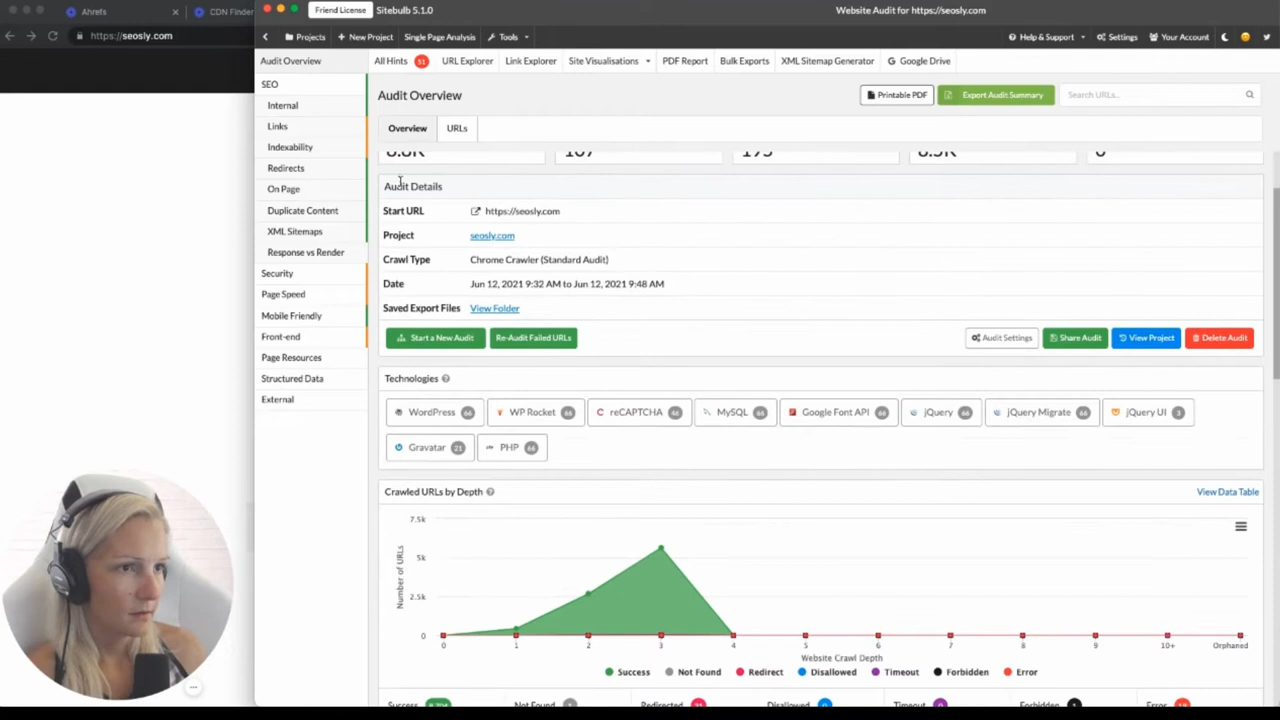 Friend License
Sitebulb 5.1.0
Website Audit for https://seosly.com
Ahrefs
CDN Finder
https://seosly.com
Projects
New Project
Single Page Analysis
Tools
Help & Support
Settings
Your Account
Audit Overview
All Hints 51
URL Explorer
Link Explorer
Site Visualisations
PDF Report
Bulk Exports
XML Sitemap Generator
Google Drive
SEO
Internal
Links
Indexability
Redirects
On Page
Duplicate Content
XML Sitemaps
Response vs Render
Security
Page Speed
Mobile Friendly
Front-end
Page Resources
Structured Data
External
Audit Overview
Printable PDF
Export Audit Summary
Search URLs..
Overview
URLs
Audit Details
Start URL https://seosly.com
Project seosly.com
Crawl Type Chrome Crawler (Standard Audit)
Date Jun 12, 2021 9:32 AM to Jun 12, 2021 9:48 AM
Saved Export Files View Folder
Start a New Audit
Re-Audit Failed URLs
Audit Settings
Share Audit
View Project
Delete Audit
Technologies
WordPress 66
WP Rocket 66
reCAPTCHA
MySQL 66
Google Font API 66
jQuery 66
jQuery Migrate 66
jQuery UI 3
Gravatar 21
PHP 66
Crawled URLs by Depth
View Data Table
7.5k
5k
2.5k
0
Number of URLs
0 1 2 3 4 5 6 7 8 9 10+ Orphaned
Website Crawl Depth
Success Not Found Redirect Disallowed Timeout Forbidden Error
Success Not Found Redirected Disallowed Timeout Forbidden Error